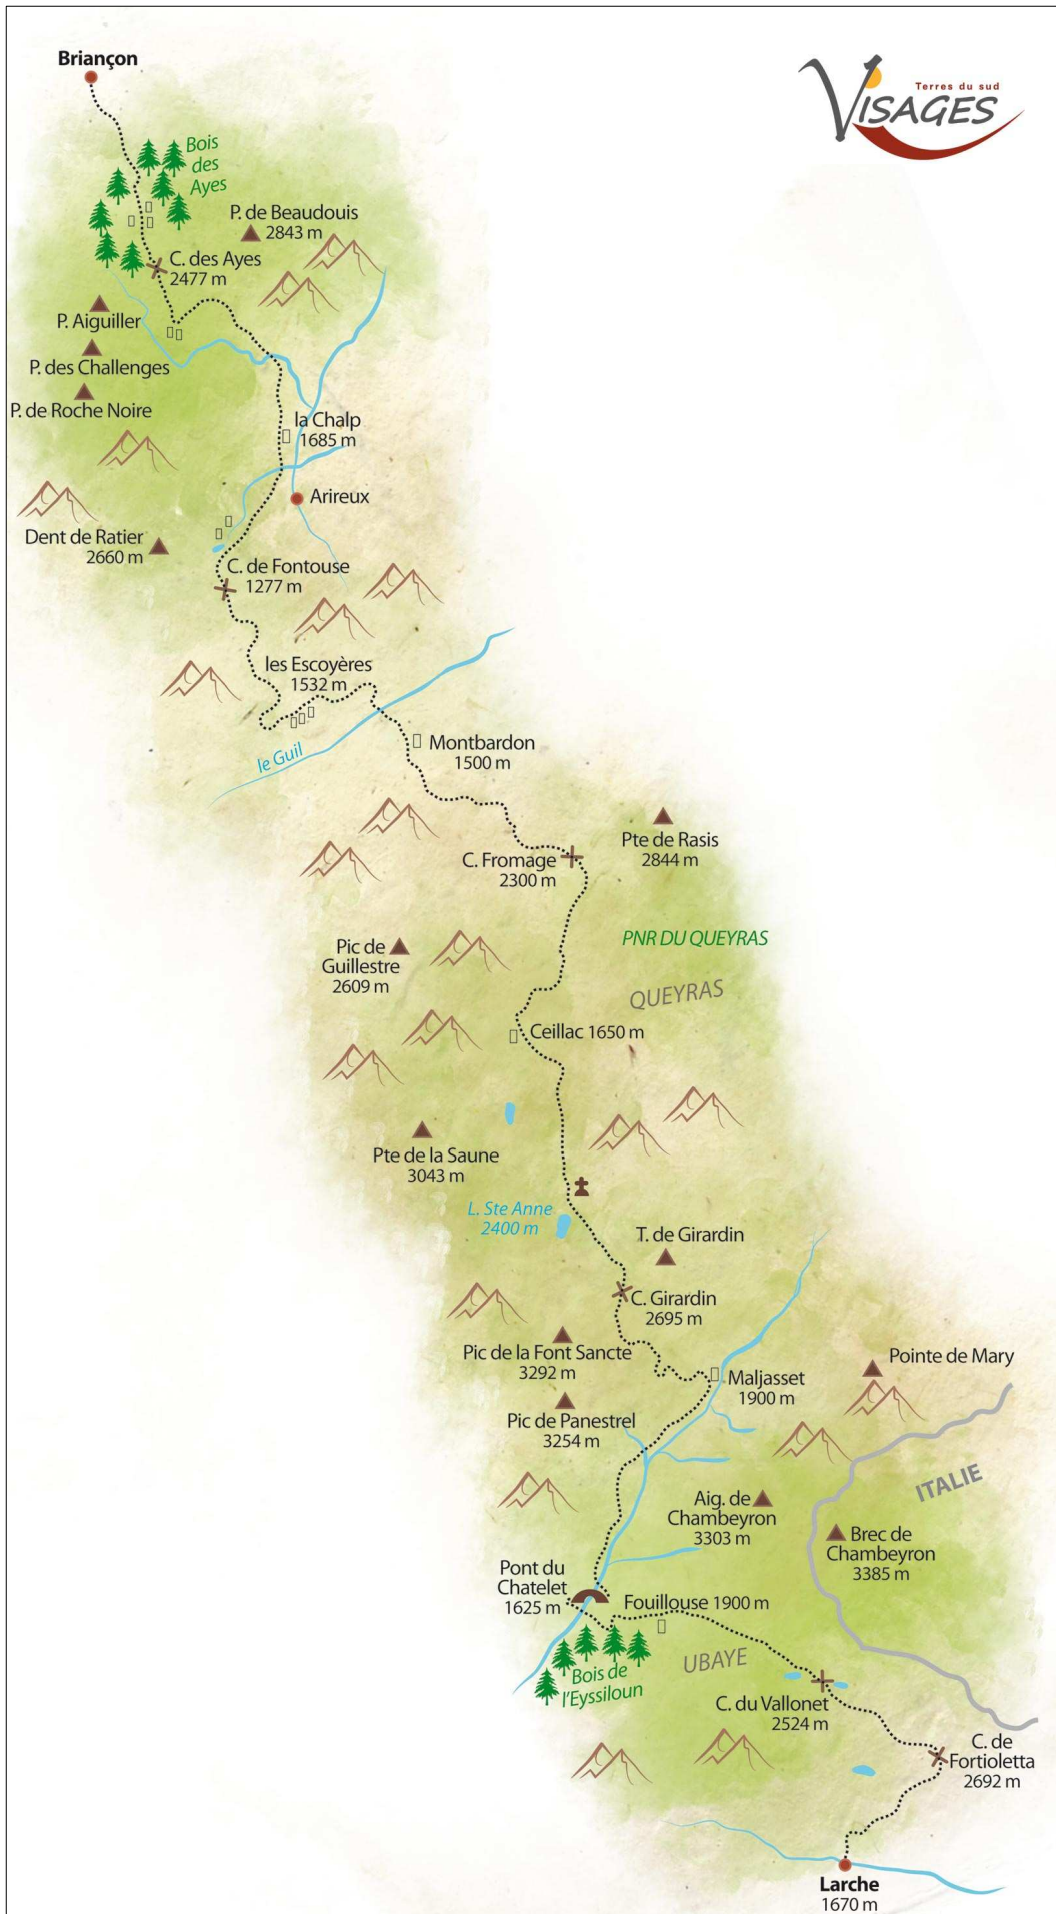 Briançon
Terres du sud
VISAGES
Bois
des
Ayes
P. de Beaudouis
2843 m
C. des Ayes
2477 m
P. Aiguiller
P. des Challenges
P. de Roche Noire
la Chalp
1685 m
Arireux
Dent de Ratier
2660 m
C. de Fontouse
1277 m
les Escoyères
1532 m
le Guil
Montbardon
1500 m
Pte de Rasis
2844 m
C. Fromage
2300 m
PNR DU QUEYRAS
Pic de
Guillestre
2609 m
QUEYRAS
Ceillac 1650 m
Pte de la Saune
3043 m
L. Ste Anne
2400 m
T. de Girardin
C. Girardin
2695 m
Pic de la Font Sancte
3292 m
Pointe de Mary
Maljasset
1900 m
Pic de Panestrel
3254 m
ITALIE
Aig. de
Chambeyron
3303 m
Brec de
Chambeyron
3385 m
Pont du
Chatelet
1625 m
Fouillouse 1900 m
UBAYE
Bois de
l'Eyssiloun
C. du Vallonet
2524 m
C. de
Fortioletta
2692 m
Larche
1670 m